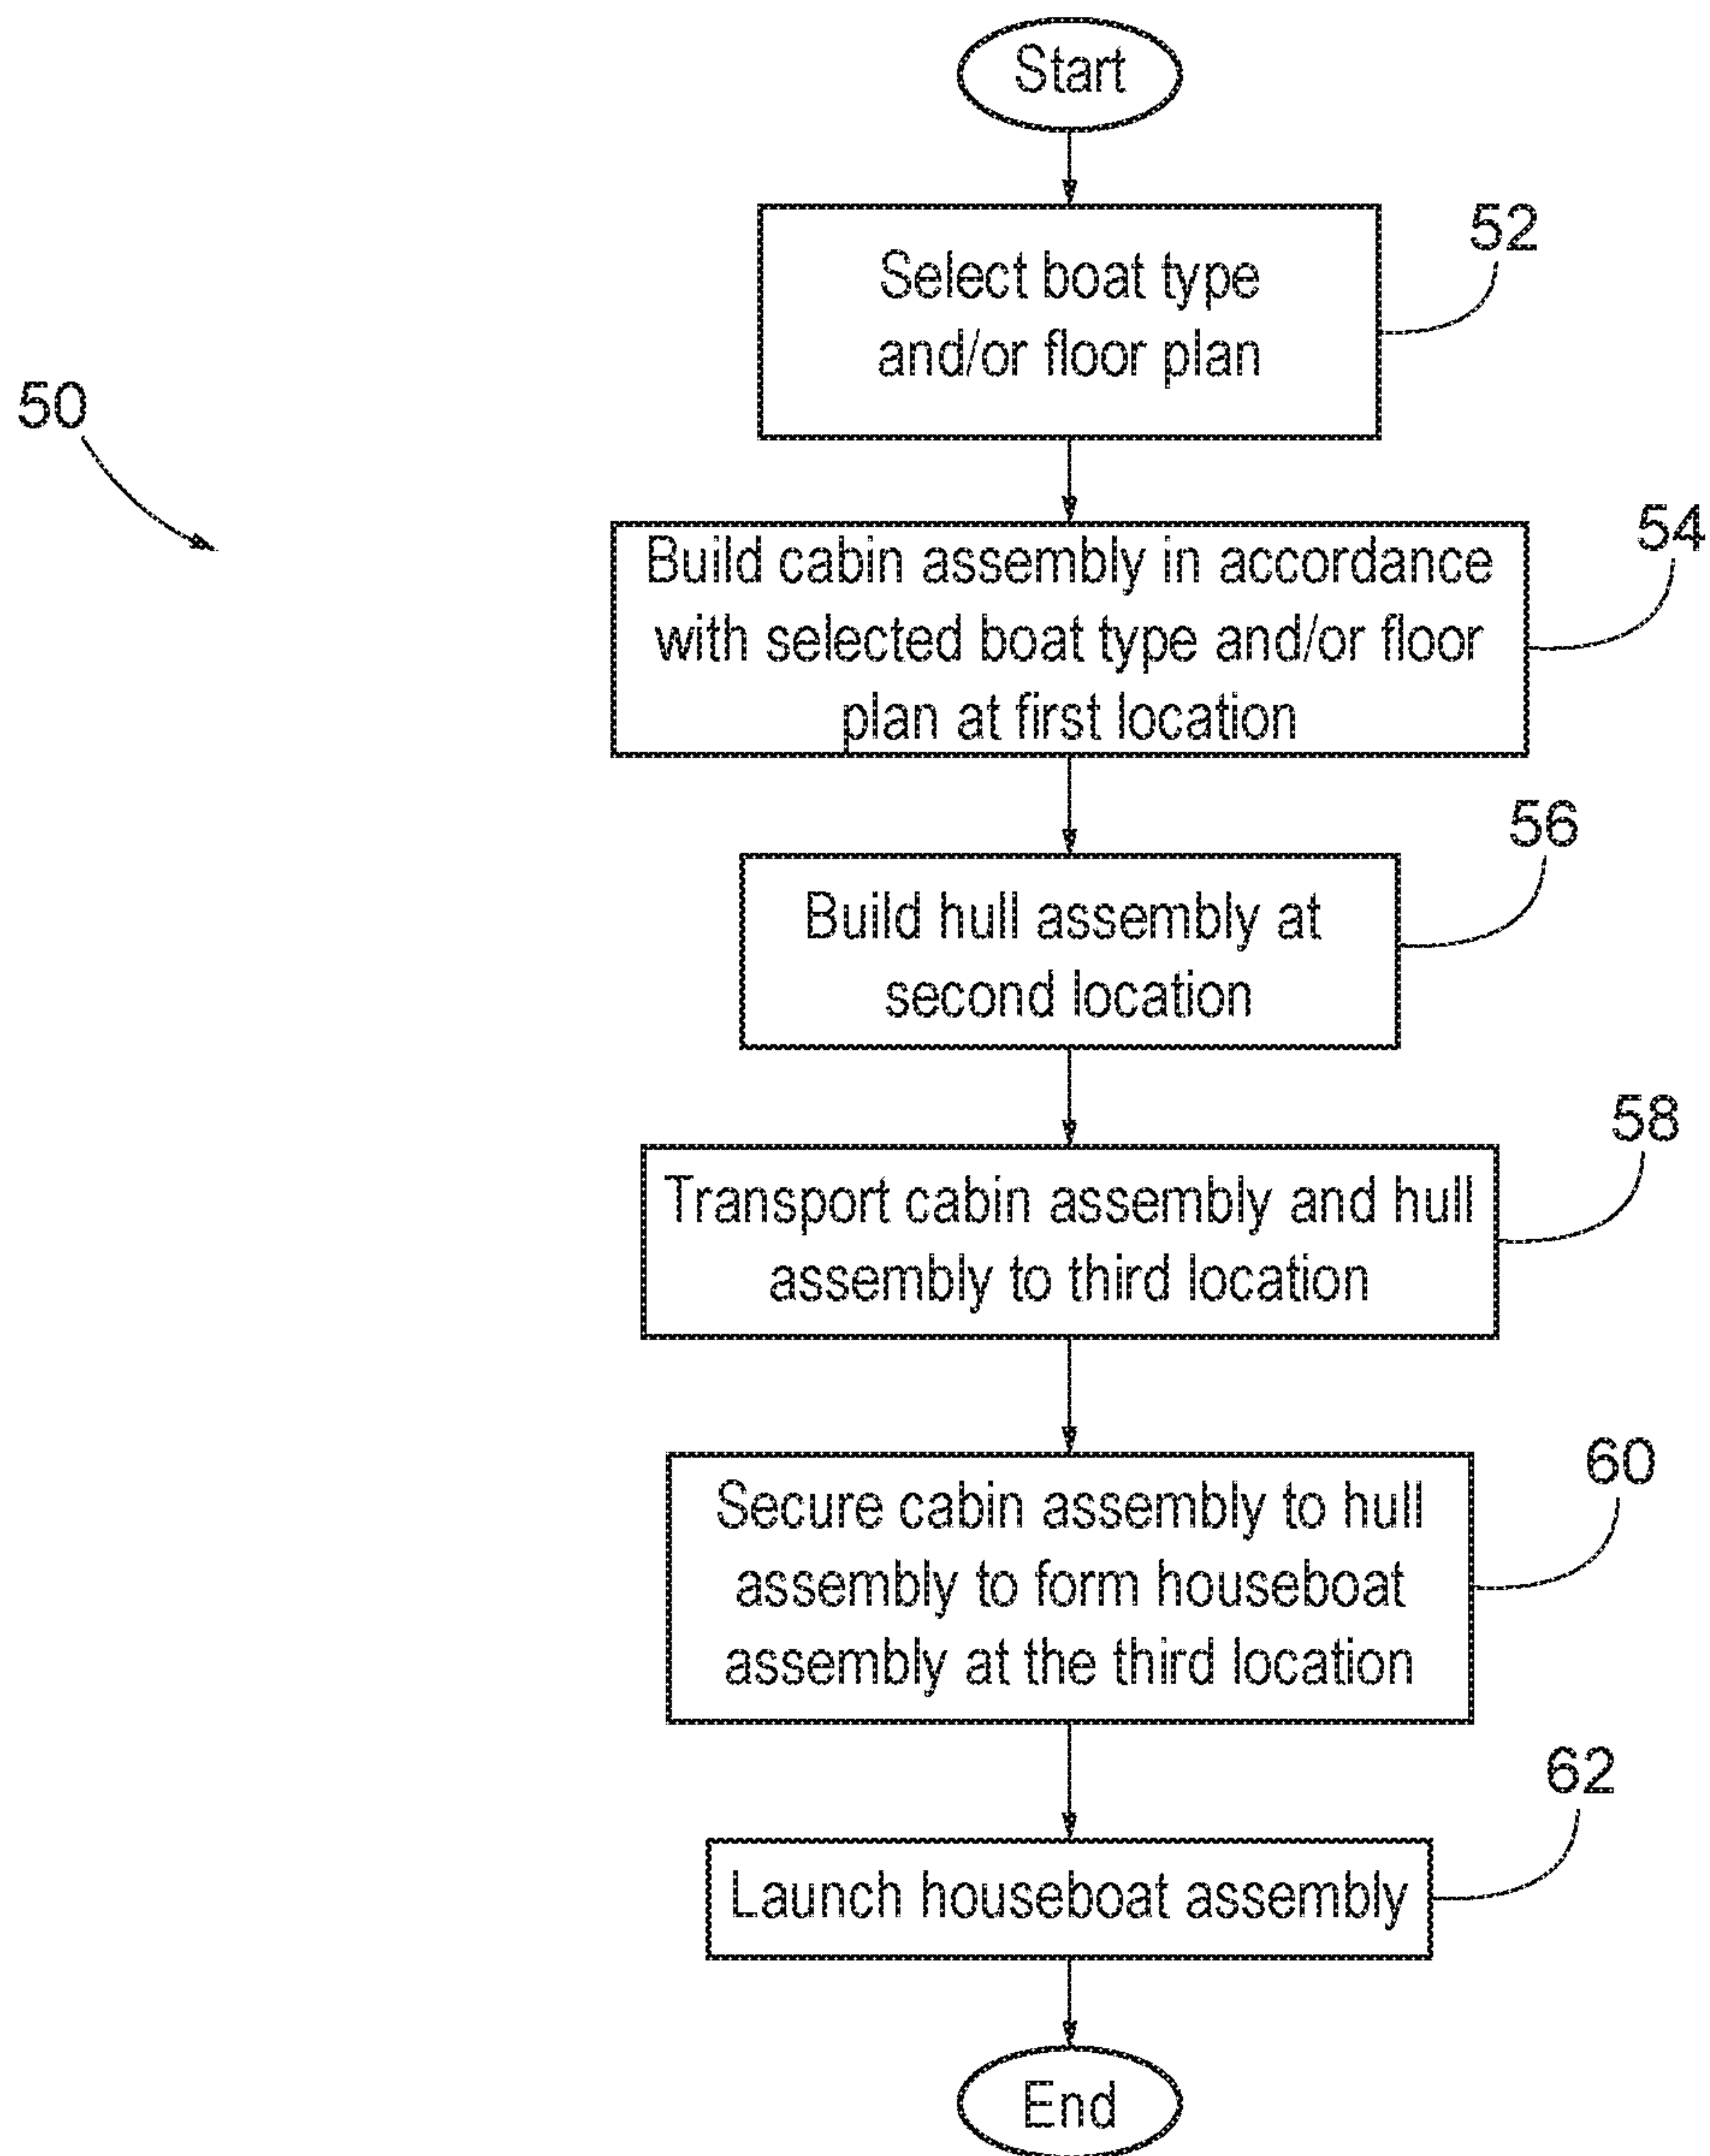 Start
52
Select boat type
and/or floor plan
50
54
Build cabin assembly in accordance
with selected boat type and/or floor
plan at first location
56
Build hull assembly at
second location
58
Transport cabin assembly and hull
assembly to third location
60
Secure cabin assembly to hull
assembly to form houseboat
assembly at the third location
62
Launch houseboat assembly
End